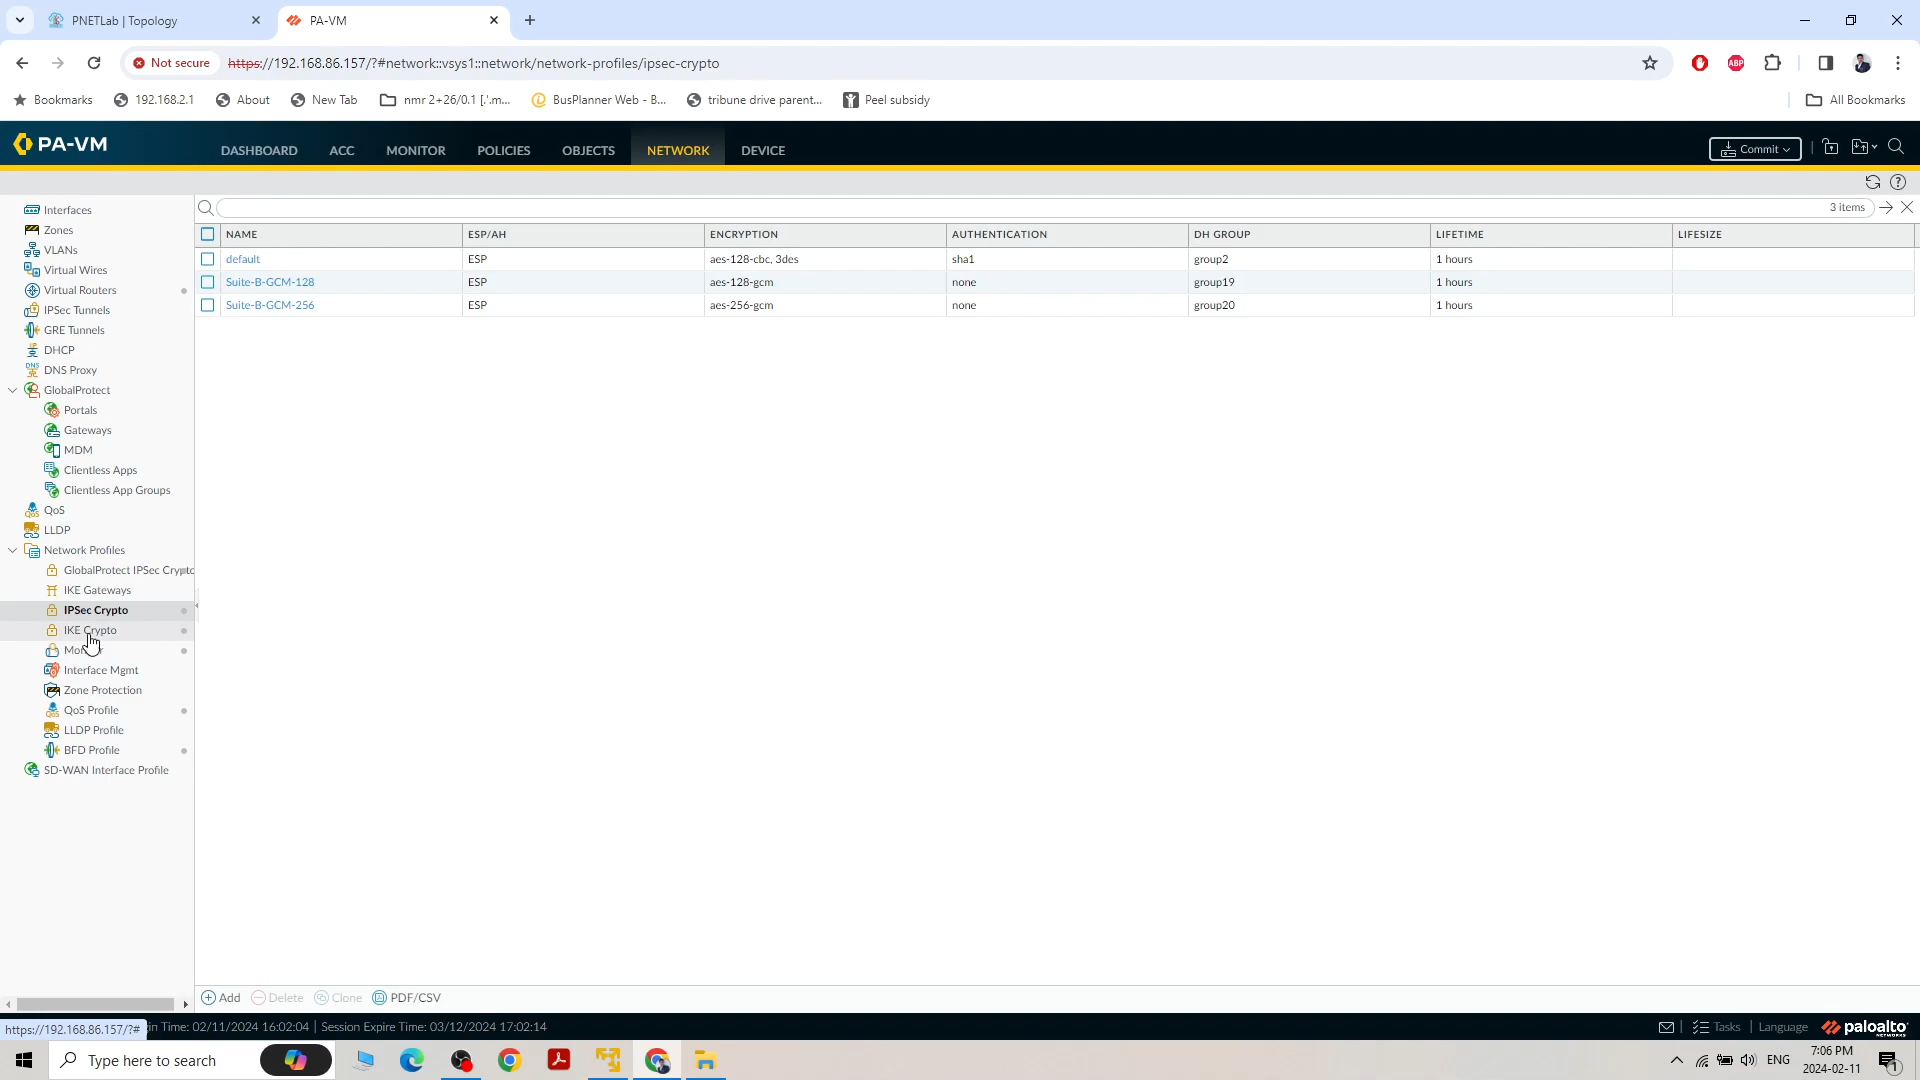 PNETLab | Topology
PA-VM
Not secure
https://192.168.86.157/?#network::vsys1::network/network-profiles/ipsec-crypto
ABP
Bookmarks
192.168.2.1
About
New Tab
nmr 2+26/0.1 [.'.m...
BusPlanner Web - B...
tribune drive parent...
Peel subsidy
All Bookmarks
PA-VM
DASHBOARD
ACC
MONITOR
POLICIES
OBJECTS
NETWORK
DEVICE
Commit
Interfaces
Zones
VLANs
Virtual Wires
Virtual Routers
IPSec Tunnels
GRE Tunnels
DHCP
DNS Proxy
GlobalProtect
Portals
Gateways
MDM
Clientless Apps
Clientless App Groups
QoS
LLDP
Network Profiles
GlobalProtect IPSec Crypto
IKE Gateways
IPSec Crypto
IKE Crypto
Interface Mgmt
Zone Protection
QoS Profile
LLDP Profile
BFD Profile
SD-WAN Interface Profile
3 items
NAME ESP/AH ENCRYPTION AUTHENTICATION DH GROUP LIFETIME LIFESIZE
default ESP aes-128-cbc, 3des sha1 group2 1 hours
Suite-B-GCM-128 ESP aes-128-gcm none group19 1 hours
Suite-B-GCM-256 ESP aes-256-gcm none group20 1 hours
Add
Delete
Clone
PDF/CSV
https://192.168.86.157/?#
in Time: 02/11/2024 16:02:04 | Session Expire Time: 03/12/2024 17:02:14
Tasks | Language
paloalto
NETWORKS
Type here to search
ENG
7:06 PM
2024-02-11
1